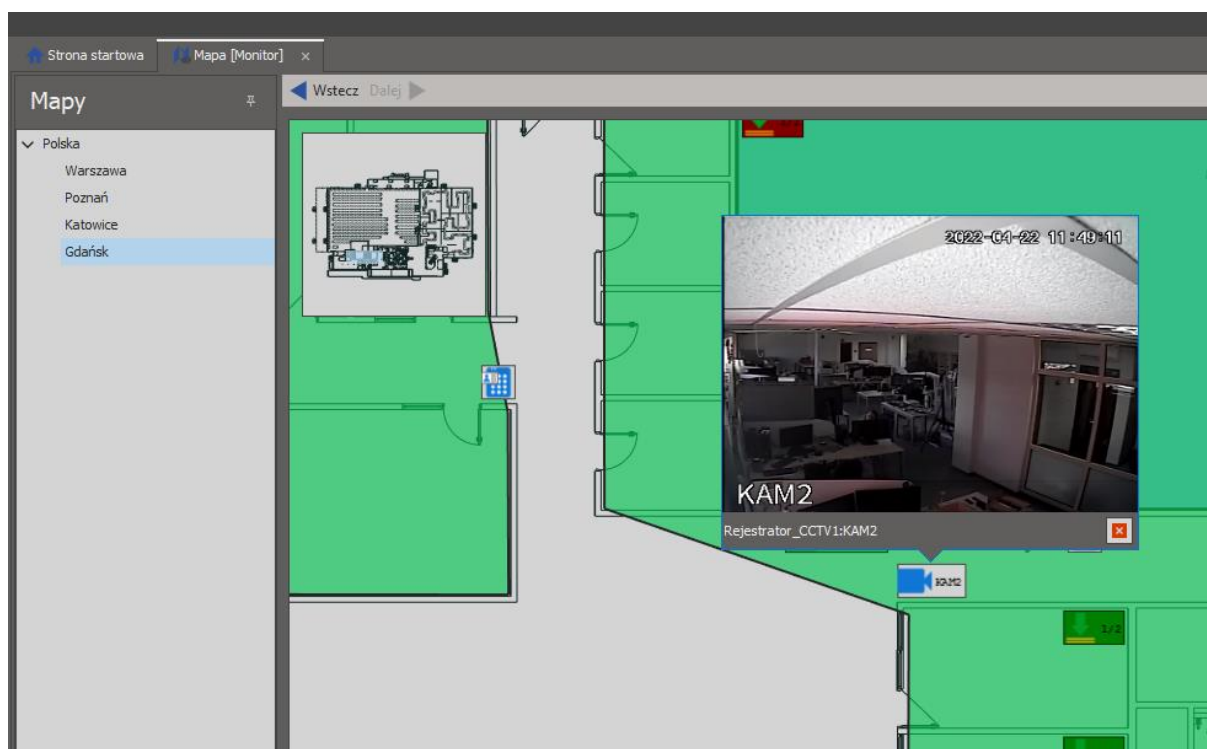 Strona startowa
Mapa [Monitor]
Mapy
Wstecz Dalej
Polska
Warszawa
Poznań
Katowice
Gdańsk
2022-04-22 11:49:11
KAM2
Rejestrator_CCTV1:KAM2
KAM2
1/2